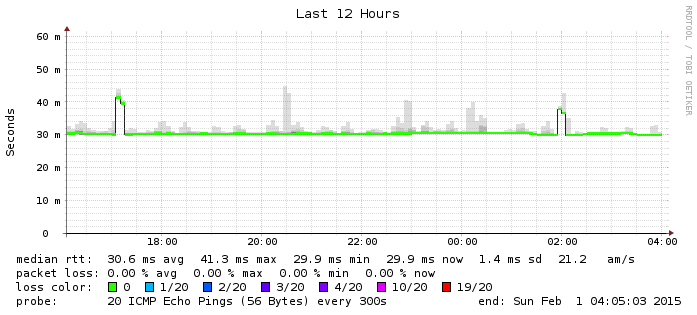 Last 12 Hours
RRDTOOL / TOBI OETIKER
Seconds
60 m
50 m
40 m
30 m
20 m
10 m
0
18:00 20:00 22:00 00:00 02:00 04:00
median rtt: 30.6 ms avg 41.3 ms max 29.9 ms min 29.9 ms now 1.4 ms sd 21.2 am/s
packet loss: 0.00 % avg 0.00 % max 0.00 % min 0.00 % now
loss color: 0 1/20 2/20 3/20 4/20 10/20 19/20
probe: 20 ICMP Echo Pings (56 Bytes) every 300s end: Sun Feb 1 04:05:03 2015